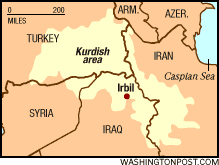 0 200
MILES
ARM.
AZER.
TURKEY
Kurdish
area
IRAN
Caspian Sea
Irbil
SYRIA
IRAQ
WASHINGTONPOST.COM